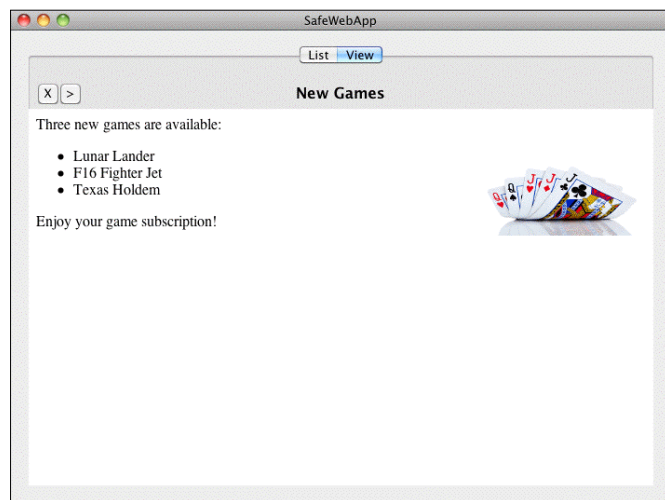 SafeWebApp
List View
X >
New Games
Three new games are available:
• Lunar Lander
• F16 Fighter Jet
• Texas Holdem
Enjoy your game subscription!
Q Q J J J